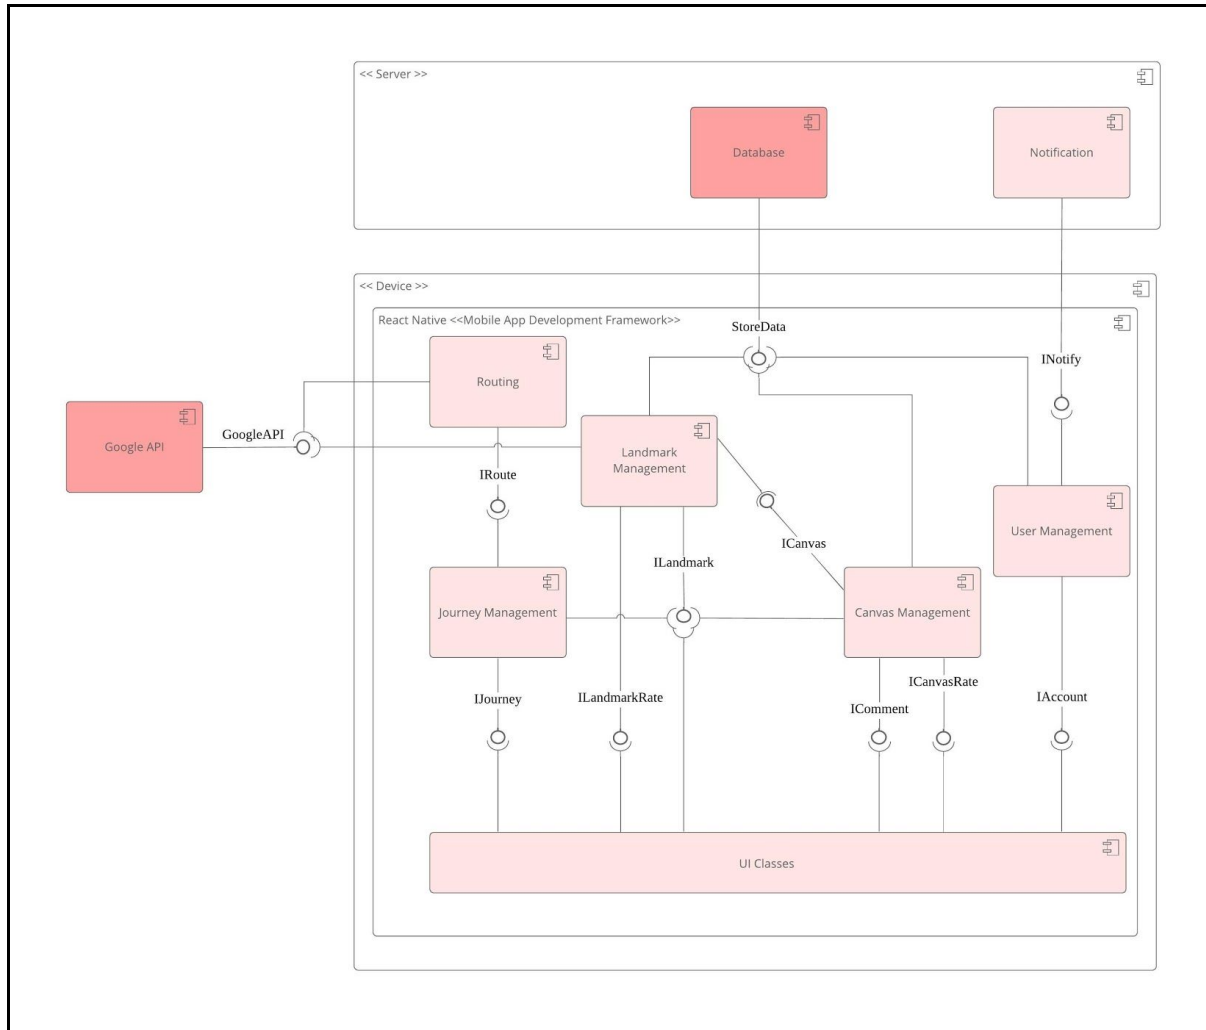 << Server >>
Database
Notification
<< Device >>
React Native <<Mobile App Development Framework>>
StoreData
INotify
Routing
Google API
GoogleAPI
Landmark
Management
IRoute
User Management
ICanvas
ILandmark
Journey Management
Canvas Management
IJourney
ILandmarkRate
ICanvasRate
IComment
IAccount
UI Classes